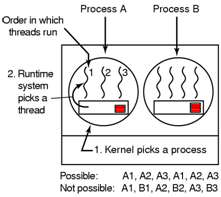 Process A Process B
Order in which
threads run
1 2 3
2. Runtime
system
picks a
thread
1. Kernel picks a process
Possible: A1, A2, A3, A1, A2, A3
Not possible: A1, B1, A2, B2, A3, B3